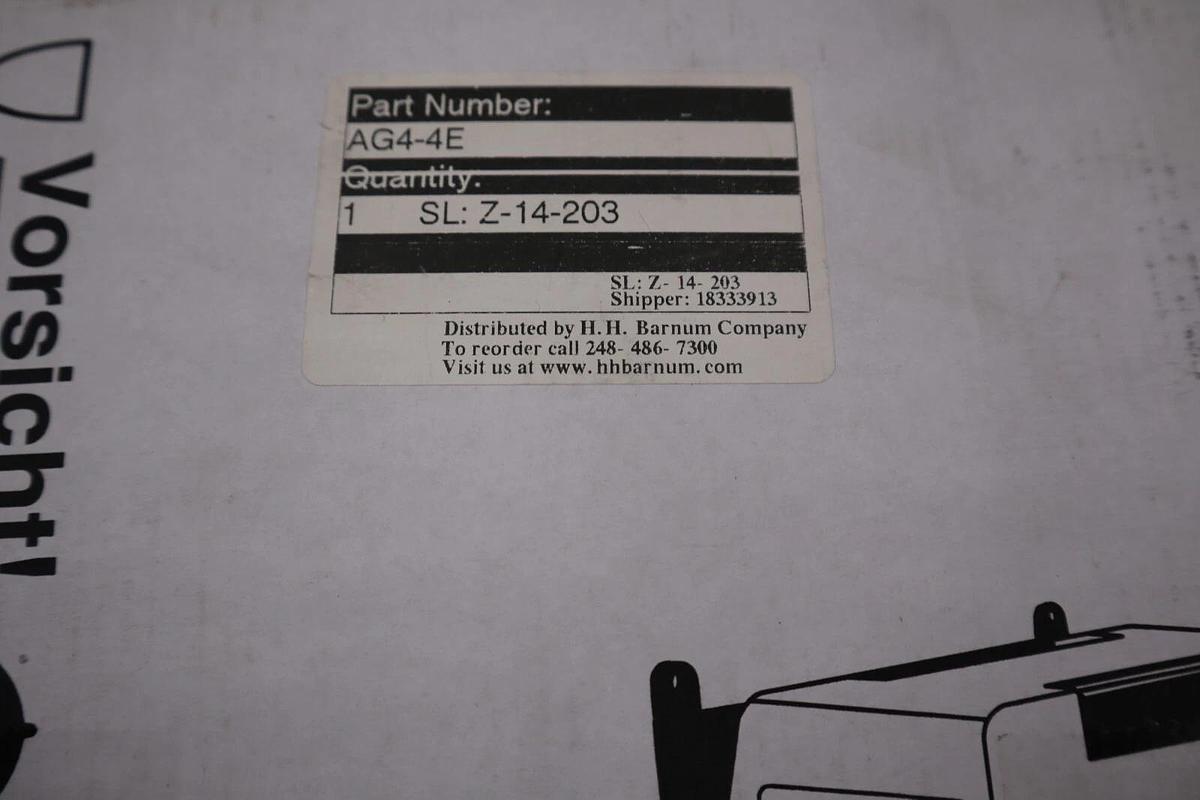 Part Number:
AG4-4E
Quantity:
1 SL: Z-14-203
SL: Z- 14- 203
Shipper: 18333913
Distributed by H. H. Barnum Company
To reorder call 248- 486- 7300
Visit us at www. hhbarnum. com
Vorsicht!